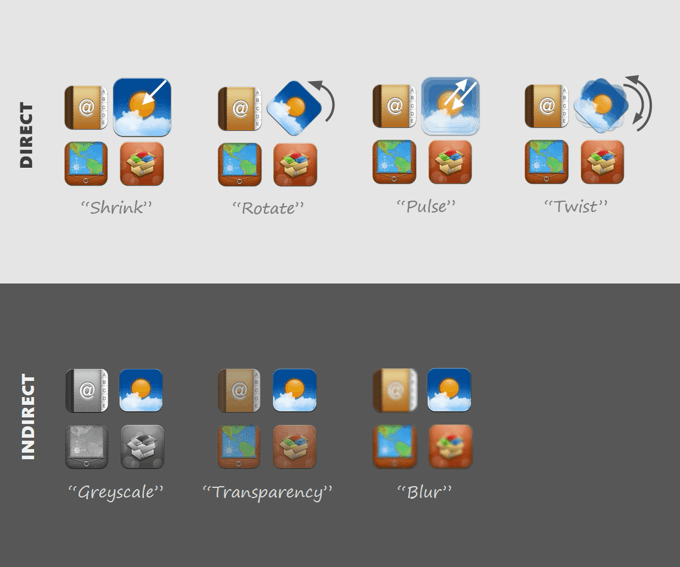 DIRECT
“Shrink”
“Rotate”
“Pulse”
“Twist”
INDIRECT
“Greyscale”
“Transparency”
“Blur”